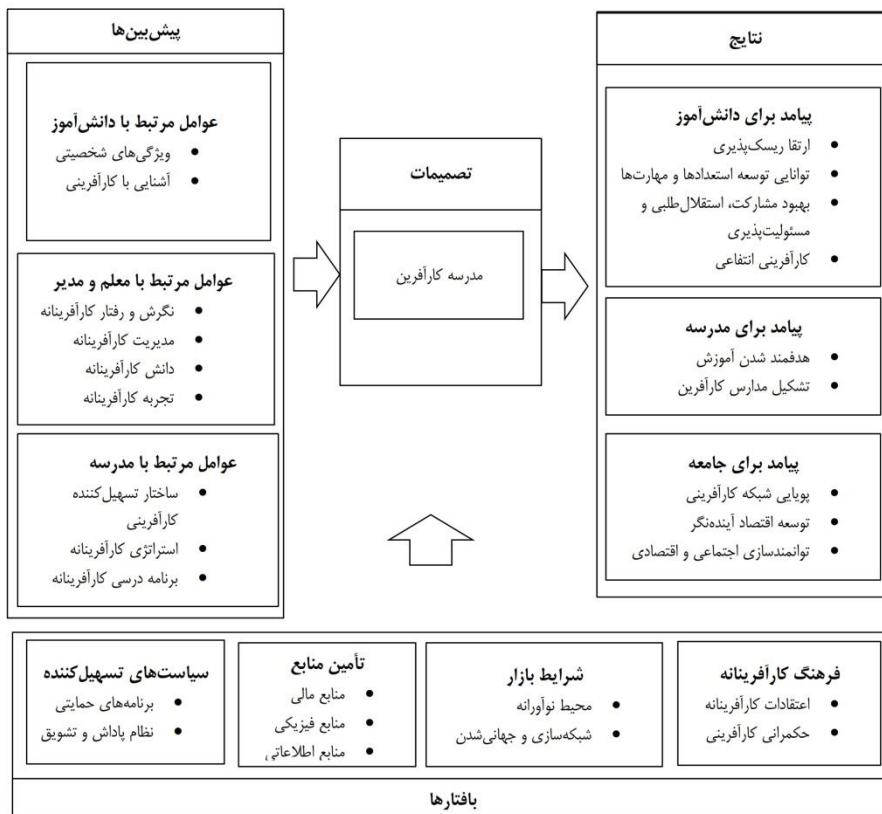 پیش‌بین‌ها
عوامل مرتبط با دانش‌آموز
● ویژگی‌های شخصیتی
● آشنایی با کارآفرینی
عوامل مرتبط با معلم و مدیر
● نگرش و رفتار کارآفرینانه
● مدیریت کارآفرینانه
● دانش کارآفرینانه
● تجربه کارآفرینانه
عوامل مرتبط با مدرسه
● ساختار تسهیل‌کننده
کارآفرینی
● استراتژی کارآفرینانه
● برنامه درسی کارآفرینانه
تصمیمات
مدرسه کارآفرین
نتایج
پیامد برای دانش‌آموز
● ارتقا ریسک‌پذیری
● توانایی توسعه استعدادها و مهارت‌ها
● بهبود مشارکت، استقلال‌طلبی و
مسئولیت‌پذیری
● کارآفرینی انتفاعی
پیامد برای مدرسه
● هدفمند شدن آموزش
● تشکیل مدارس کارآفرین
پیامد برای جامعه
● پویایی شبکه کارآفرینی
● توسعه اقتصاد آینده‌نگر
● توانمندسازی اجتماعی و اقتصادی
فرهنگ کارآفرینانه
● اعتقادات کارآفرینانه
● حکمرانی کارآفرینی
شرایط بازار
● محیط نوآورانه
● شبکه‌سازی و جهانی‌شدن
تأمین منابع
● منابع مالی
● منابع فیزیکی
● منابع اطلاعاتی
سیاست‌های تسهیل‌کننده
● برنامه‌های حمایتی
● نظام پاداش و تشویق
بافتارها